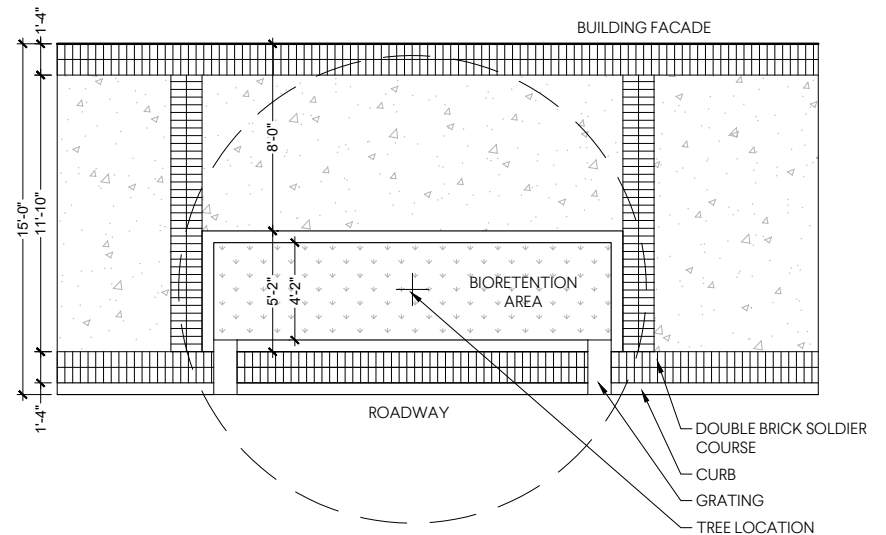 1'-4"
BUILDING FACADE
8'-0"
15'-0"
11'-10"
5'-2"
4'-2"
BIORETENTION
AREA
1'-4"
ROADWAY
DOUBLE BRICK SOLDIER
COURSE
CURB
GRATING
TREE LOCATION